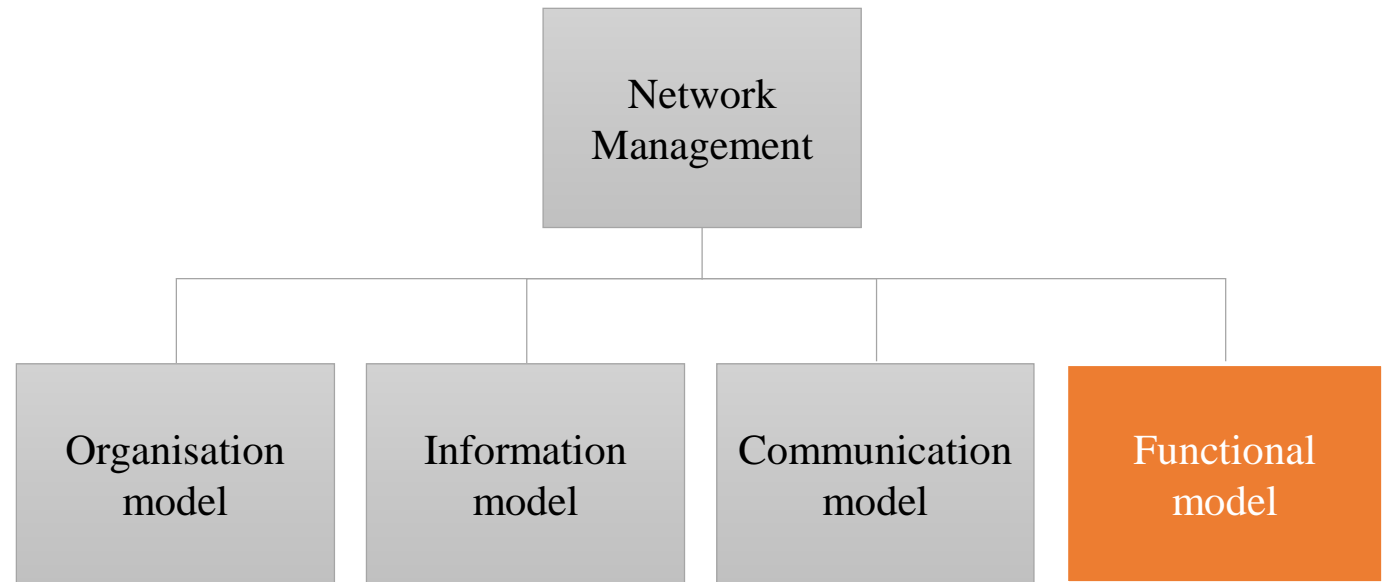 Network
Management
Organisation
model
Information
model
Communication
model
Functional
model